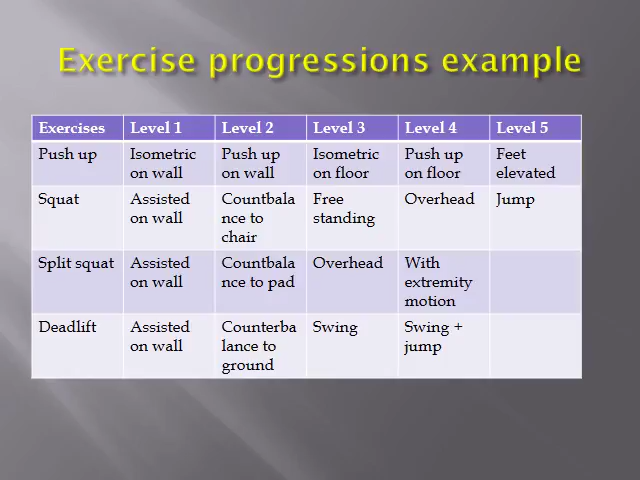 Exercise progressions example
Exercises Level 1 Level 2 Level 3 Level 4 Level 5
Push up Isometric Push up Isometric Push up Feet
on wall on wall on floor on floor elevated
Squat Assisted Countbala Free Overhead Jump
on wall nce to standing
chair
Split squat Assisted Countbala Overhead With
on wall nce to pad extremity
motion
Deadlift Assisted Counterba Swing Swing +
on wall lance to jump
ground